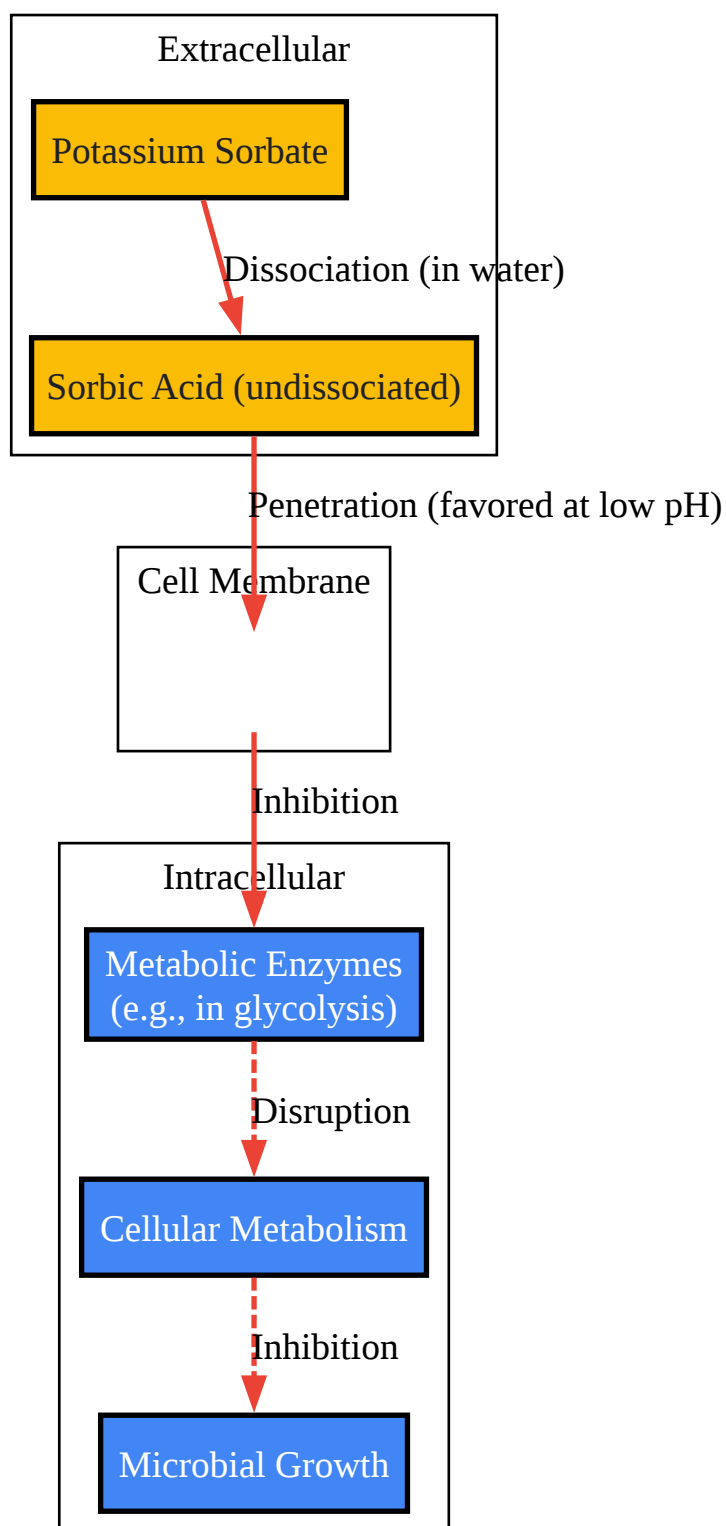 Extracellular
Potassium Sorbate
Dissociation (in water)
Sorbic Acid (undissociated)
Penetration (favored at low pH)
Cell Membrane
Inhibition
Intracellular
Metabolic Enzymes
(e.g., in glycolysis)
Disruption
Cellular Metabolism
Inhibition
Microbial Growth